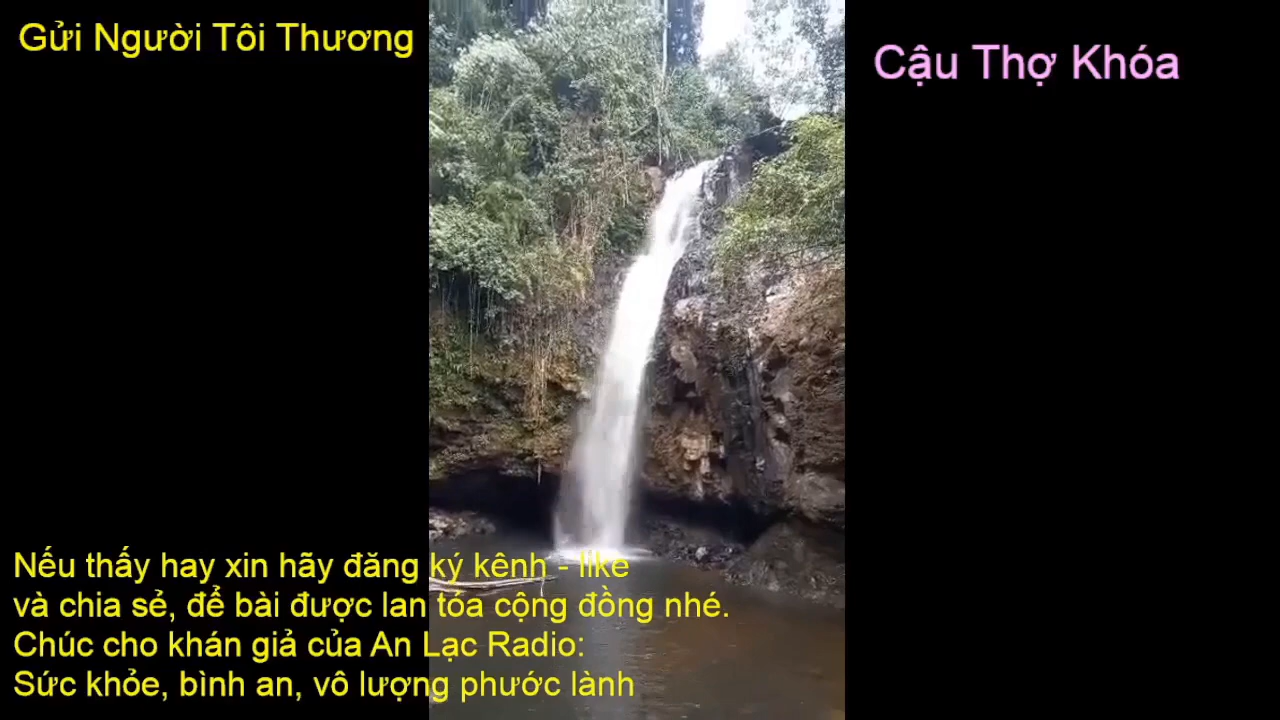 Gửi Người Tôi Thương
Cậu Thợ Khóa
Nếu thấy hay xin hãy đăng ký kênh - like
và chia sẻ, để bài được lan tóa cộng đồng nhé.
Chúc cho khán giả của An Lạc Radio:
Sức khỏe, bình an, vô lượng phước lành